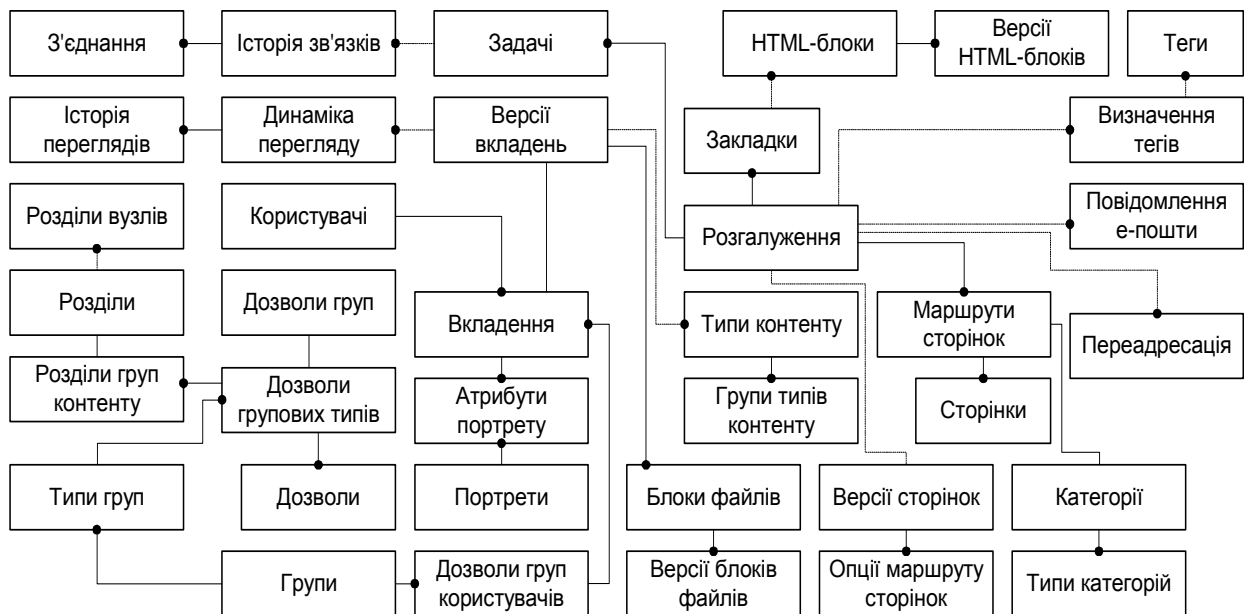 З'єднання
Історія зв'язків
Задачі
HTML-блоки
Версії
HTML-блоків
Теги
Історія
переглядів
Динаміка
перегляду
Версії
вкладень
Закладки
Визначення
тегів
Розділи вузлів
Користувачі
Розгалуження
Повідомлення
е-пошти
Розділи
Дозволи груп
Вкладення
Типи контенту
Маршрути
сторінок
Переадресація
Розділи груп
контенту
Дозволи
групових типів
Атрибути
портрету
Групи типів
контенту
Сторінки
Типи груп
Дозволи
Портрети
Блоки файлів
Версії сторінок
Категорії
Групи
Дозволи груп
користувачів
Версії блоків
файлів
Опції маршруту
сторінок
Типи категорій